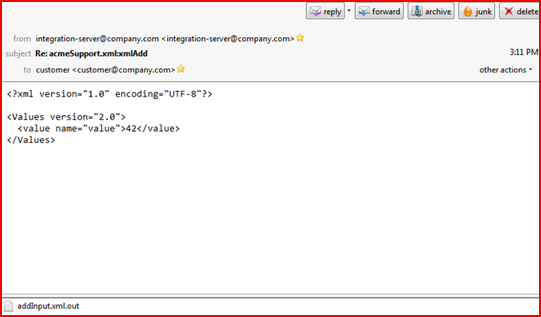 reply forward archive junk delete
from integration-server@company.com <integration-server@company.com>
subject Re: acmeSupport.xml:xmlAdd 3:11 PM
to customer <customer@company.com> other actions
<?xml version="1.0" encoding="UTF-8"?>
<Values version="2.0">
<value name="value">42</value>
</Values>
addInput.xml.out